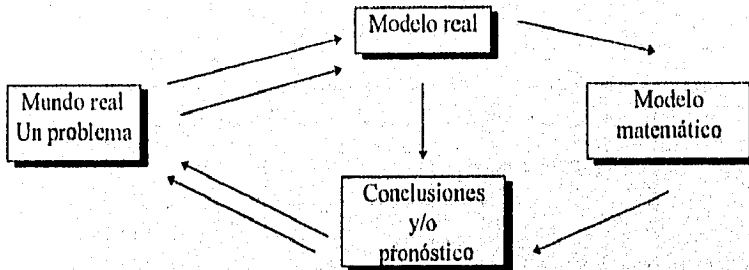 Modelo real
Mundo real
Un problema
Modelo
matemático
Conclusiones
y/o
pronóstico